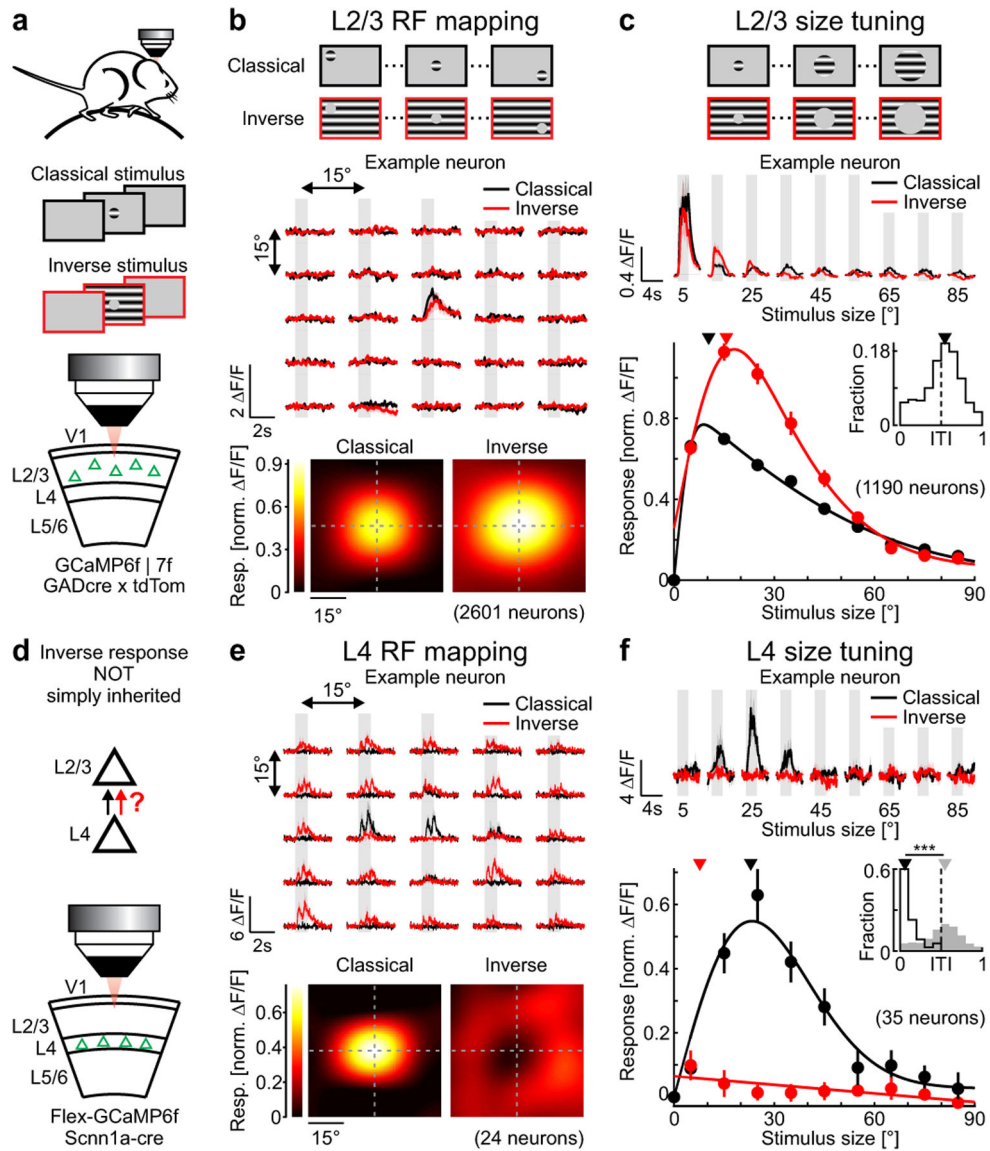 a
Classical stimulus
Inverse stimulus
V1
L2/3
L4
L5/6
GCaMP6f | 7f
GADcre x tdTom
b L2/3 RF mapping
Classical
Inverse
Example neuron
15°
Classical
Inverse
15°
2 ΔF/F
2s
Classical Inverse
Resp. [norm. ΔF/F]
0.9
0.6
0.3
0
15°
(2601 neurons)
c L2/3 size tuning
Example neuron
Classical
Inverse
0.4 ΔF/F
4s 5 25 45 65 85
Stimulus size [°]
Response [norm. ΔF/F]
0.8
0.4
0
0 30 60 90
Stimulus size [°]
Fraction
0.18
0
0 ITI 1
(1190 neurons)
d
Inverse response
NOT
simply inherited
L2/3
?
L4
V1
L2/3
L4
L5/6
Flex-GCaMP6f
Scnn1a-cre
e L4 RF mapping
Example neuron
15°
Classical
Inverse
15°
6 ΔF/F
2s
Classical Inverse
Resp. [norm. ΔF/F]
0.6
0.4
0.2
0
15°
(24 neurons)
f L4 size tuning
Example neuron
Classical
Inverse
4 ΔF/F
4s 5 25 45 65 85
Stimulus size [°]
Response [norm. ΔF/F]
0.6
0.4
0.2
0
0 30 60 90
Stimulus size [°]
***
Fraction
0.6
0
0 ITI 1
(35 neurons)